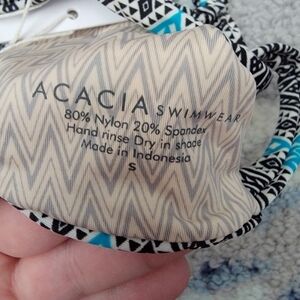 ACACIA SWIMWEAR
80% Nylon 20% Spandex
Hand rinse Dry in shade
Made in Indonesia
S